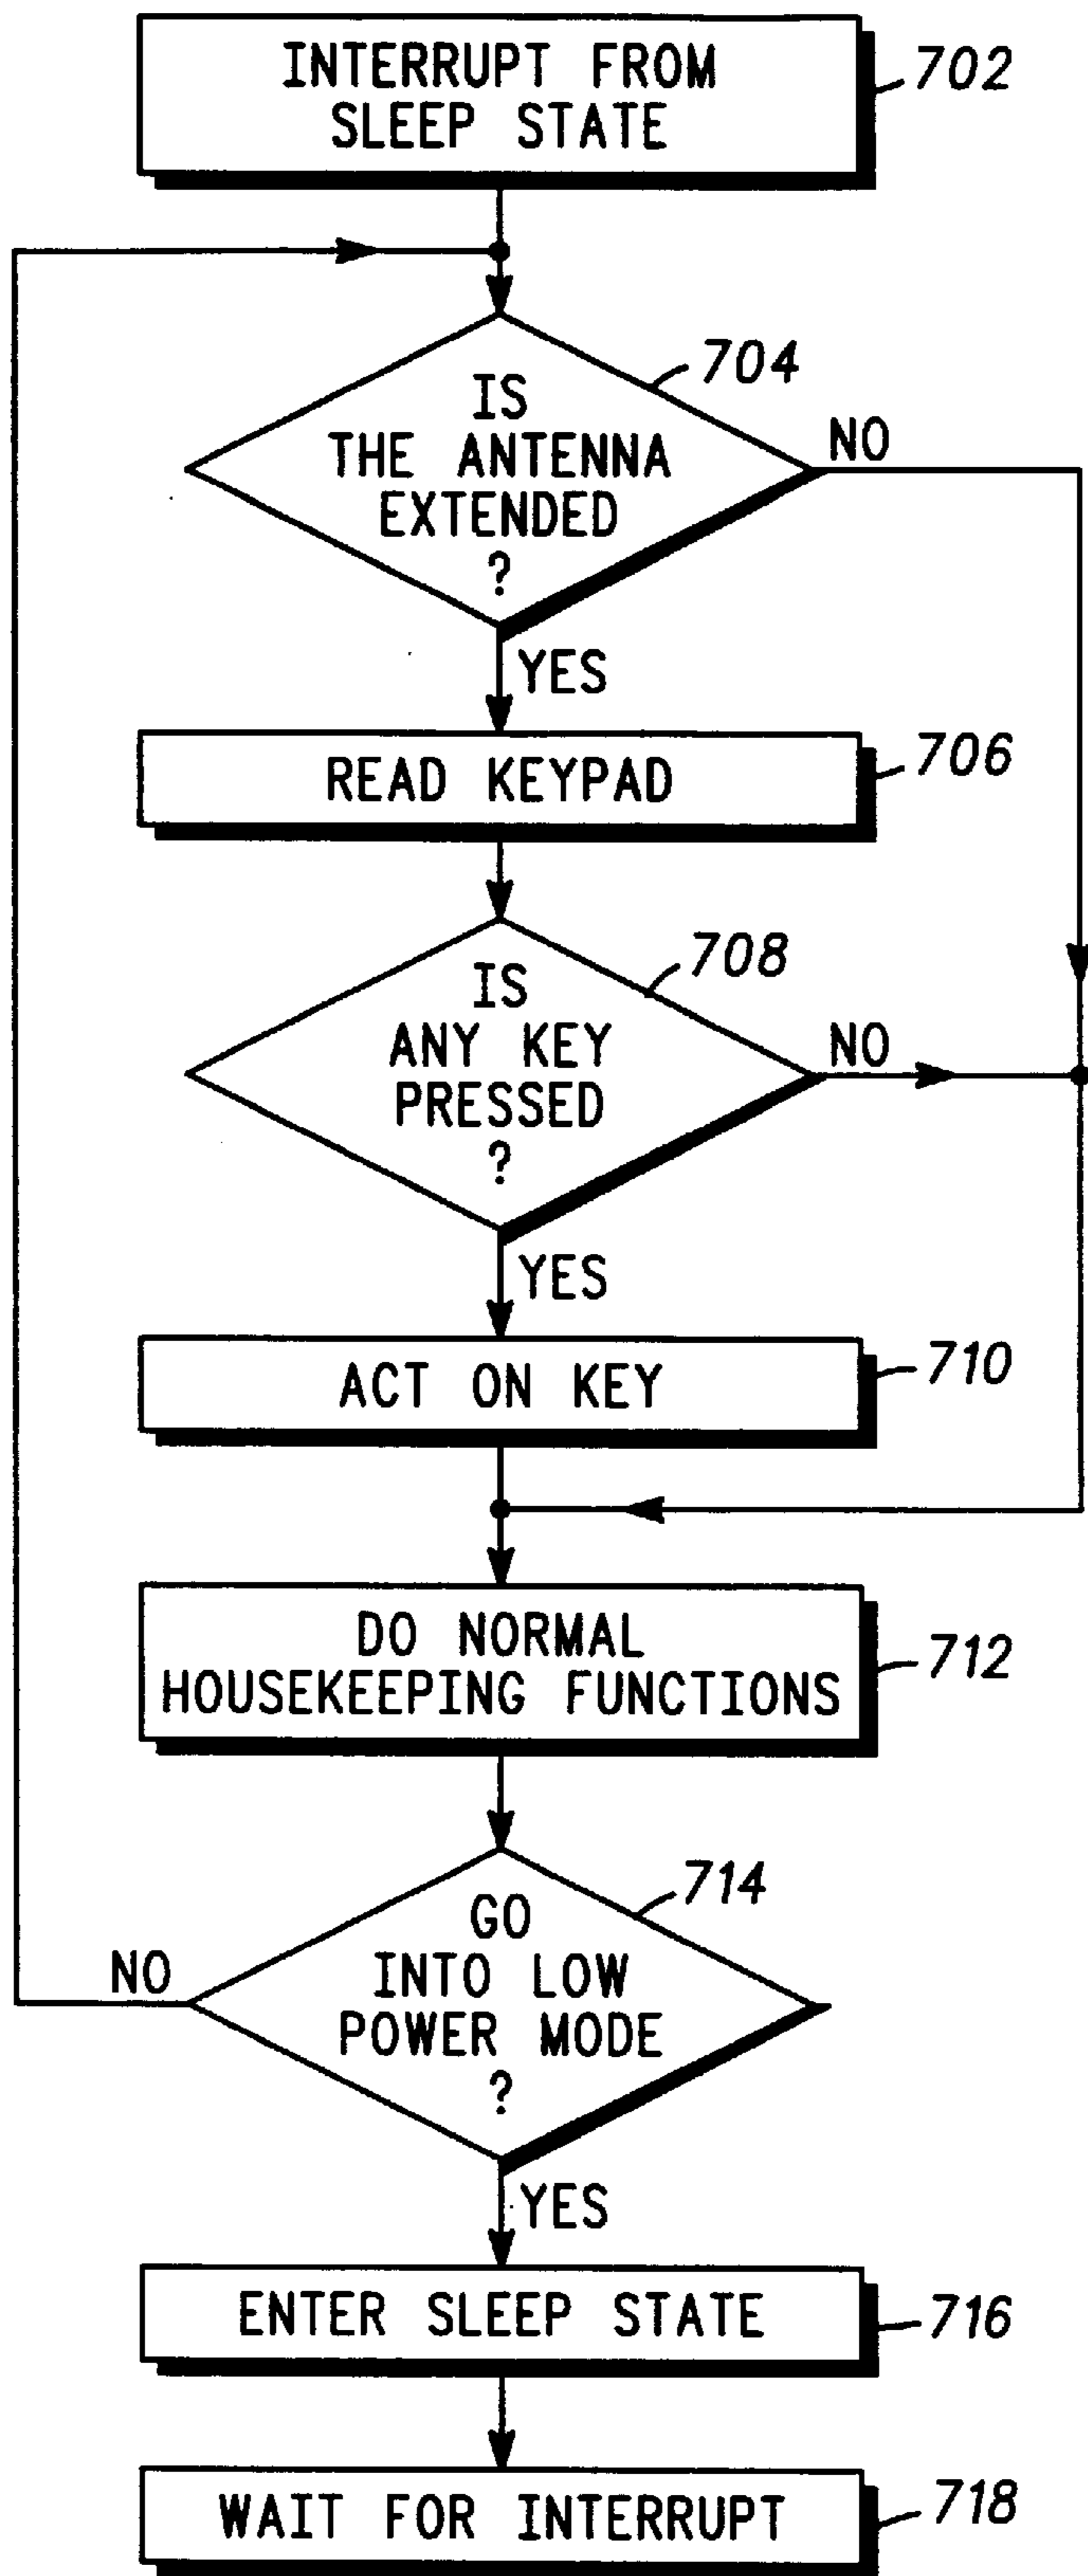 INTERRUPT FROM
SLEEP STATE
702
IS
THE ANTENNA
EXTENDED
?
704
NO
YES
READ KEYPAD
706
IS
ANY KEY
PRESSED
?
708
NO
YES
ACT ON KEY
710
DO NORMAL
HOUSEKEEPING FUNCTIONS
712
GO
INTO LOW
POWER MODE
?
714
NO
YES
ENTER SLEEP STATE
716
WAIT FOR INTERRUPT
718